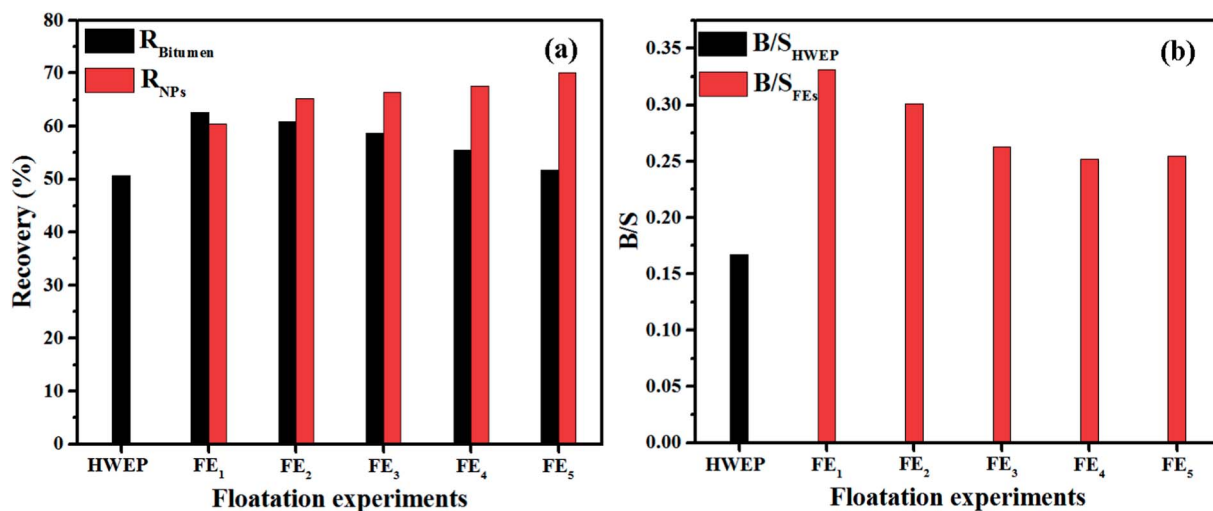 80
70
60
50
40
30
20
10
0
Recovery (%)
R_Bitumen
R_NPs
(a)
HWEP FE₁ FE₂ FE₃ FE₄ FE₅
Floatation experiments
0.35
0.30
0.25
0.20
0.15
0.10
0.05
0.00
B/S
B/S_HWEP
B/S_FEs
(b)
HWEP FE₁ FE₂ FE₃ FE₄ FE₅
Floatation experiments